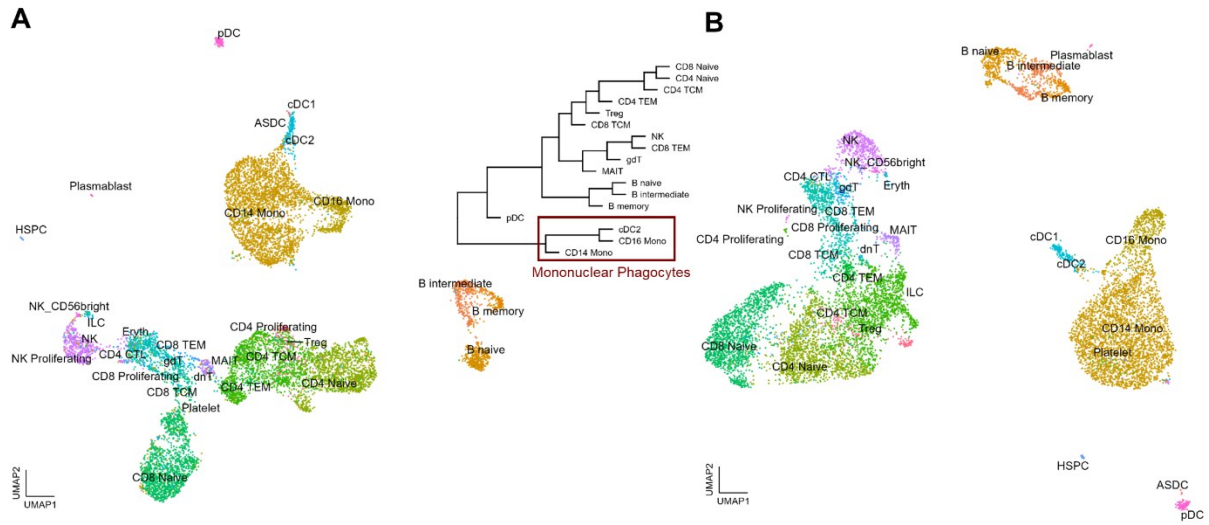 A
pDC
cDC1
ASDC
cDC2
CD14 Mono
CD16 Mono
Plasmablast
HSPC
NK_CD56bright
ILC
NK
NK Proliferating
Eryth
CD4 CTL
CD8 TEM
gdT
CD8 Proliferating
dnT
MAIT
CD8 TCM
Platelet
CD8 Naive
CD4 Proliferating
Treg
CD4 TCM
CD4 TEM
CD4 Naive
B intermediate
B memory
B naive
UMAP2
UMAP1
CD8 Naive
CD4 Naive
CD4 TCM
CD4 TEM
Treg
CD8 TCM
NK
CD8 TEM
gdT
MAIT
B naive
B intermediate
B memory
pDC
cDC2
CD16 Mono
CD14 Mono
Mononuclear Phagocytes
B
Plasmablast
B naive
B intermediate
B memory
NK
NK_CD56bright
CD4 CTL
gdT
Eryth
NK Proliferating
CD8 TEM
CD4 Proliferating
CD8 Proliferating
MAIT
dnT
CD8 TCM
CD4 TEM
ILC
CD4 TCM
Treg
CD8 Naive
CD4 Naive
cDC1
cDC2
CD16 Mono
CD14 Mono
Platelet
HSPC
ASDC
pDC
UMAP2
UMAP1